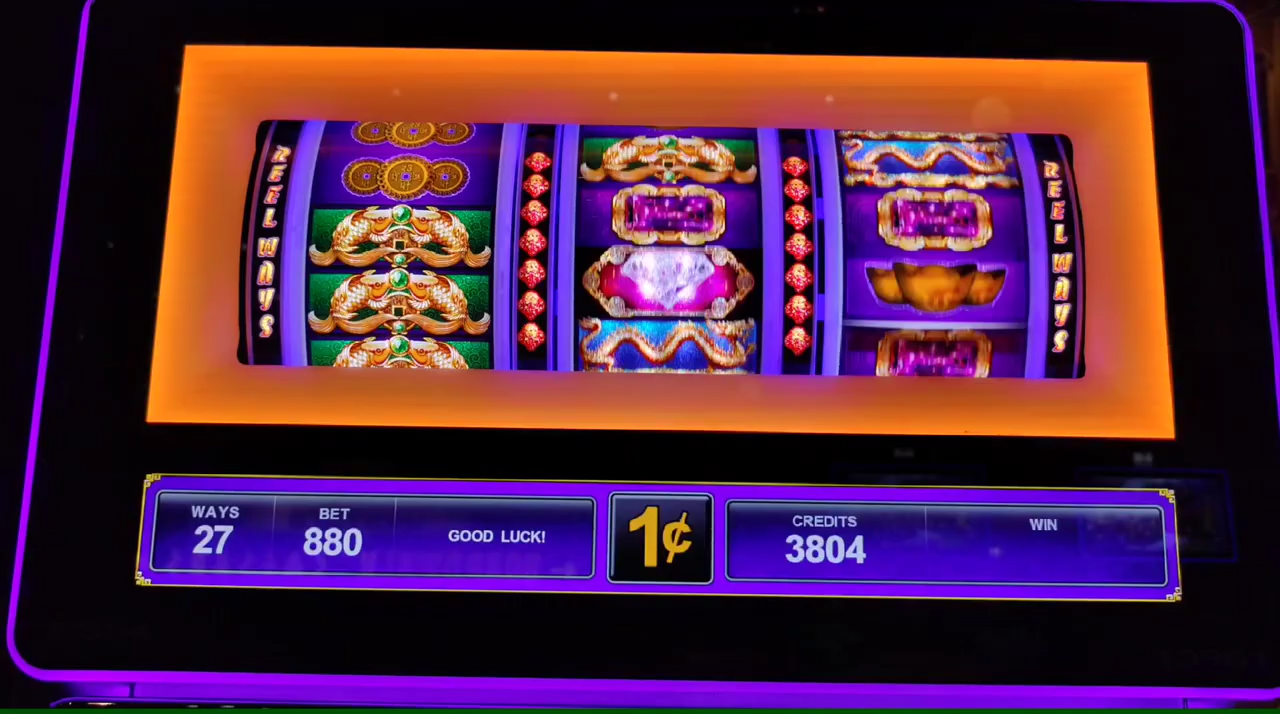 REEL WAYS
REEL WAYS
WAYS
27
BET
880
GOOD LUCK!
1¢
CREDITS
3804
WIN